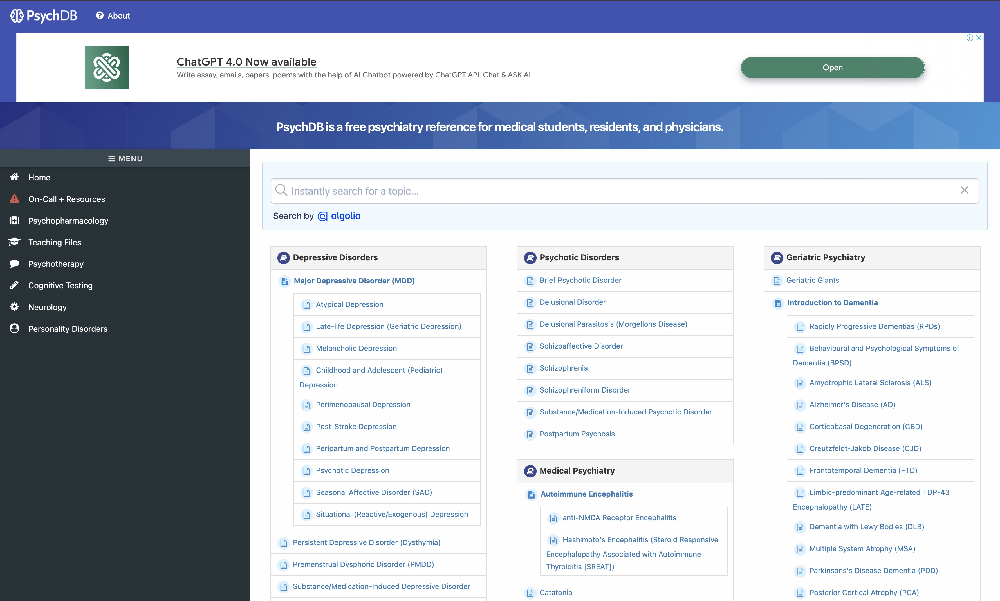 PsychDB
About
ChatGPT 4.0 Now available
Write essay, emails, papers, poems with the help of AI Chatbot powered by ChatGPT API. Chat & ASK AI
Open
PsychDB is a free psychiatry reference for medical students, residents, and physicians.
MENU
Home
On-Call + Resources
Psychopharmacology
Teaching Files
Psychotherapy
Cognitive Testing
Neurology
Personality Disorders
Instantly search for a topic...
Search by algolia
Depressive Disorders
Major Depressive Disorder (MDD)
Atypical Depression
Late-life Depression (Geriatric Depression)
Melancholic Depression
Childhood and Adolescent (Pediatric)
Depression
Perimenopausal Depression
Post-Stroke Depression
Peripartum and Postpartum Depression
Psychotic Depression
Seasonal Affective Disorder (SAD)
Situational (Reactive/Exogenous) Depression
Persistent Depressive Disorder (Dysthymia)
Premenstrual Dysphoric Disorder (PMDD)
Substance/Medication-Induced Depressive Disorder
Psychotic Disorders
Brief Psychotic Disorder
Delusional Disorder
Delusional Parasitosis (Morgellons Disease)
Schizoaffective Disorder
Schizophrenia
Schizophreniform Disorder
Substance/Medication-Induced Psychotic Disorder
Postpartum Psychosis
Medical Psychiatry
Autoimmune Encephalitis
anti-NMDA Receptor Encephalitis
Hashimoto's Encephalitis (Steroid Responsive
Encephalopathy Associated with Autoimmune
Thyroiditis [SREAT])
Catatonia
Geriatric Psychiatry
Geriatric Giants
Introduction to Dementia
Rapidly Progressive Dementias (RPDs)
Behavioural and Psychological Symptoms of
Dementia (BPSD)
Amyotrophic Lateral Sclerosis (ALS)
Alzheimer's Disease (AD)
Corticobasal Degeneration (CBD)
Creutzfeldt-Jakob Disease (CJD)
Frontotemporal Dementia (FTD)
Limbic-predominant Age-related TDP-43
Encephalopathy (LATE)
Dementia with Lewy Bodies (DLB)
Multiple System Atrophy (MSA)
Parkinsons's Disease Dementia (PDD)
Posterior Cortical Atrophy (PCA)